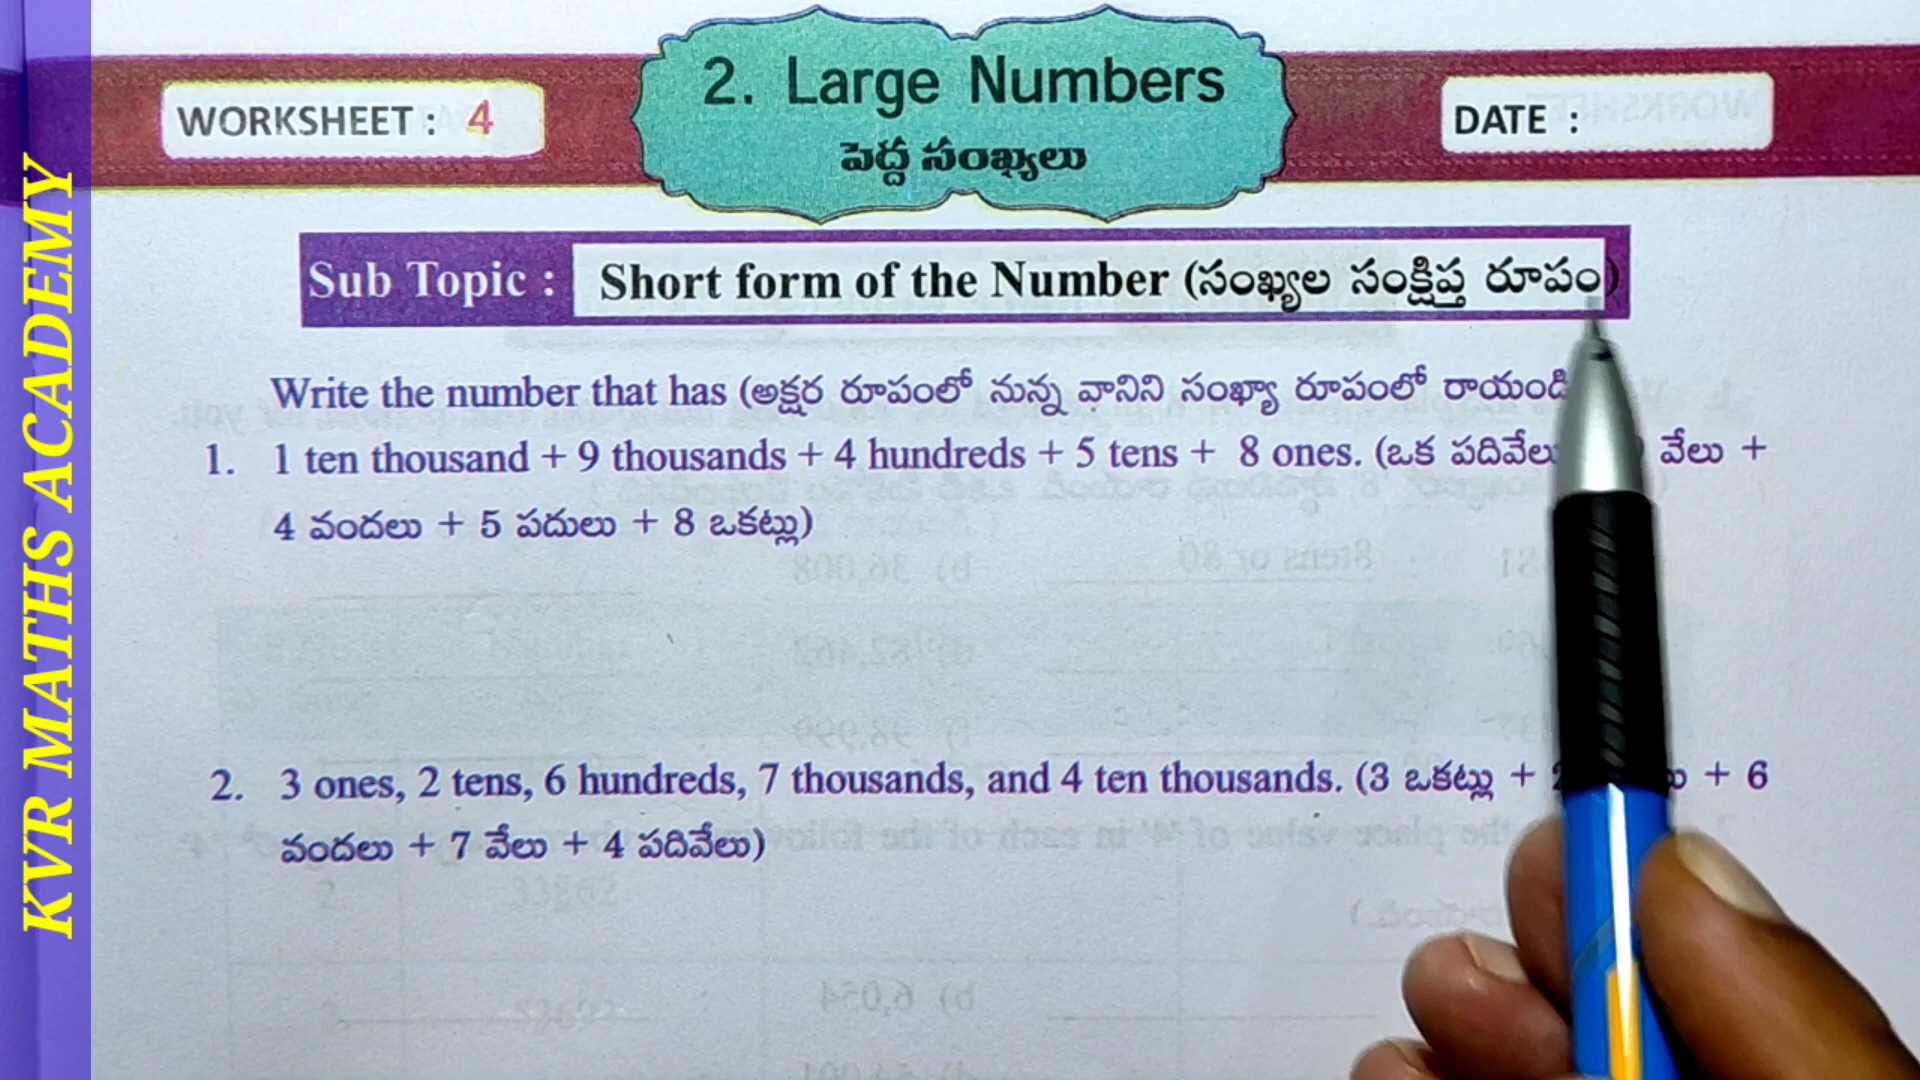 KVR MATHS ACADEMY
WORKSHEET : 4
2. Large Numbers
పెద్ద సంఖ్యలు
DATE :
Sub Topic : Short form of the Number (సంఖ్యల సంక్షిప్త రూపం)
Write the number that has (అక్షర రూపంలో నున్న వానిని సంఖ్యా రూపంలో రాయండి
1. 1 ten thousand + 9 thousands + 4 hundreds + 5 tens + 8 ones. (ఒక పదివేలు వేలు +
4 వందలు + 5 పదులు + 8 ఒకట్లు)
2. 3 ones, 2 tens, 6 hundreds, 7 thousands, and 4 ten thousands. (3 ఒకట్లు + 2 + 6
వందలు + 7 వేలు + 4 పదివేలు)